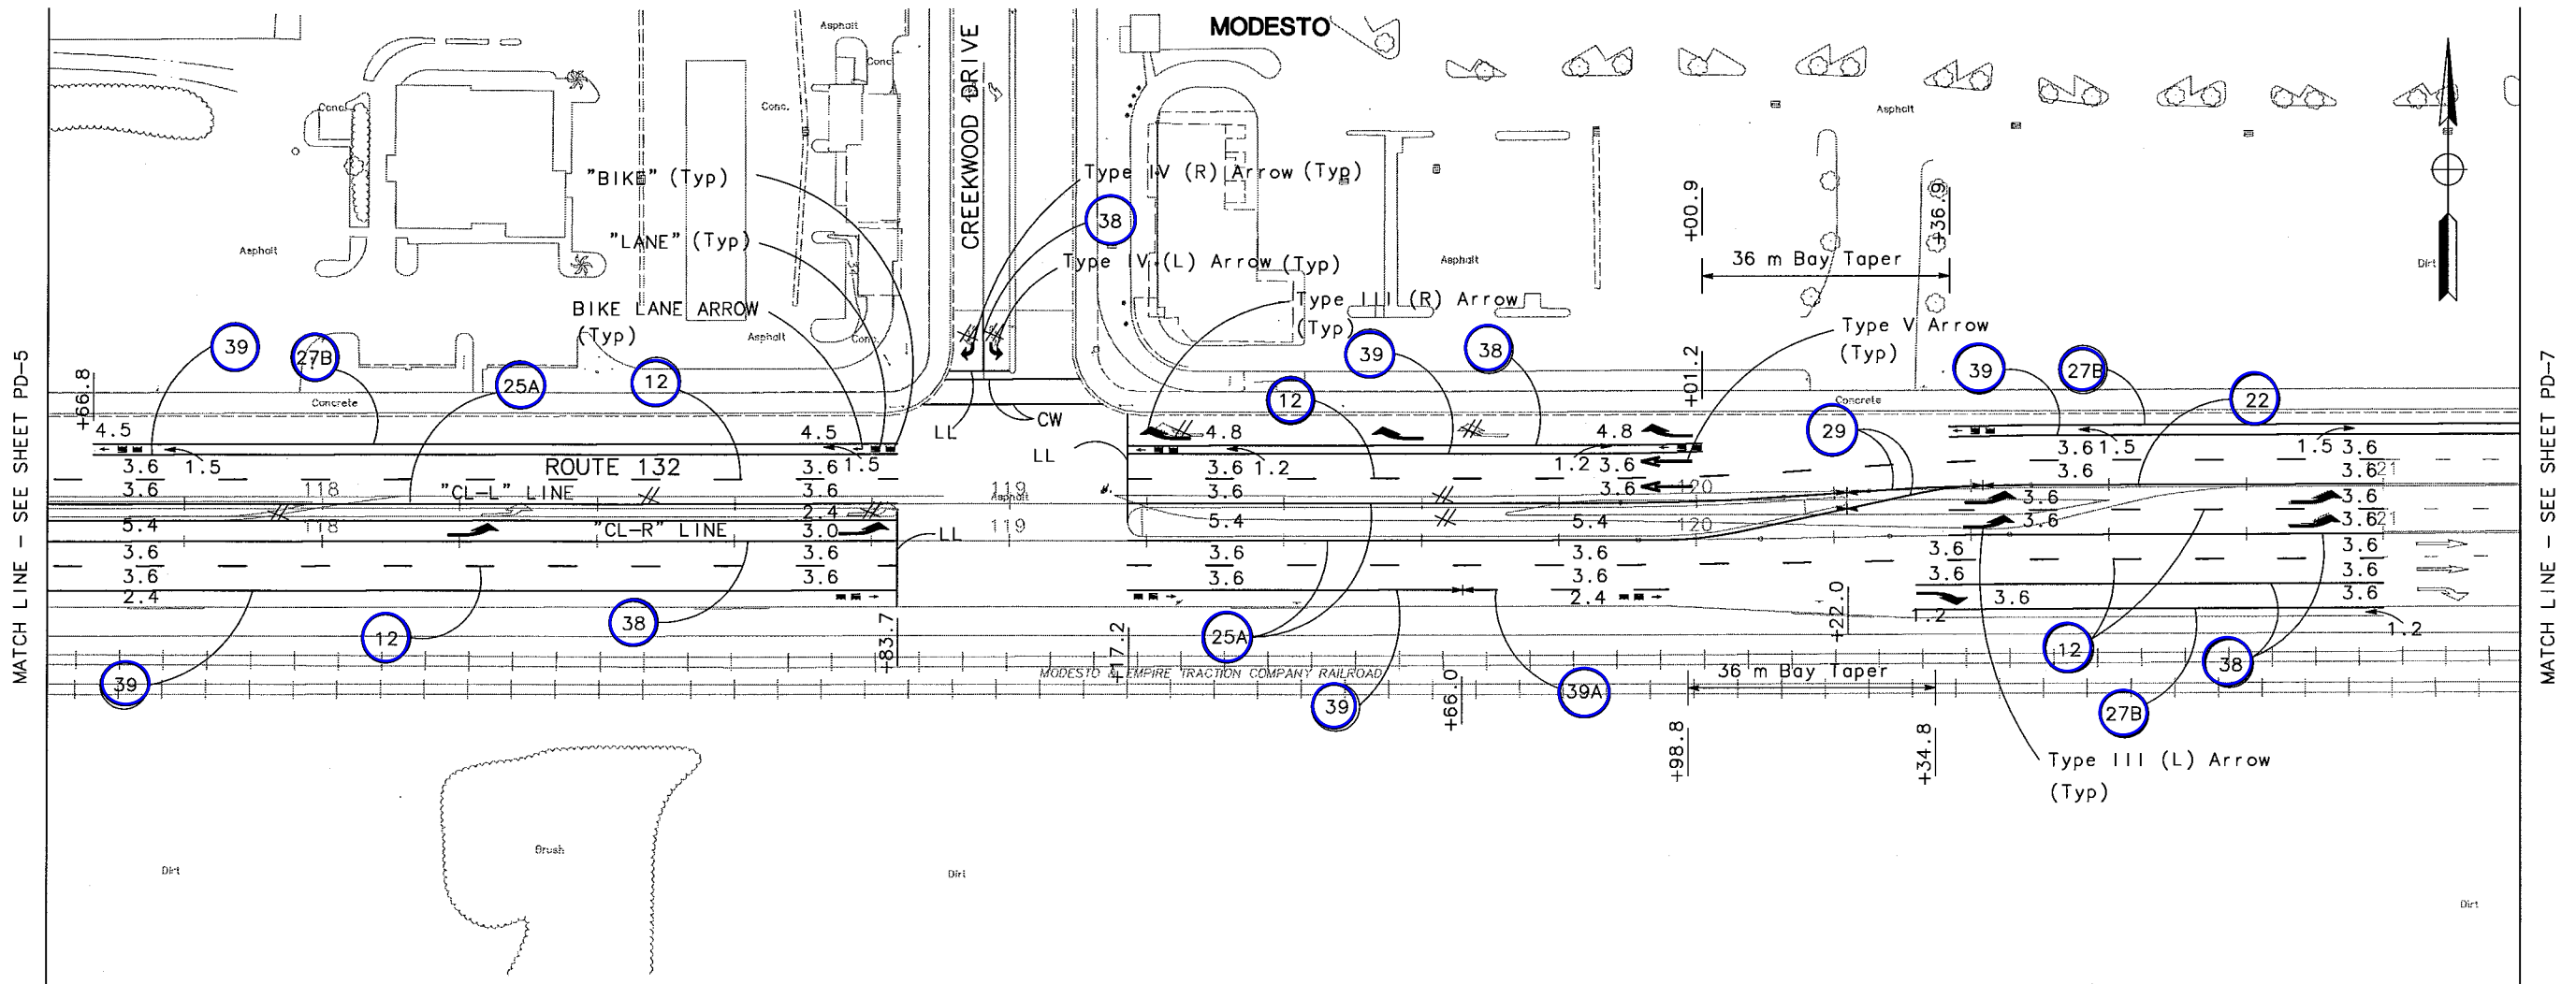 MODESTO
CREEKWOOD DRIVE
Asphalt
Conc
Conc.
Conc.
Asphalt
"BIKE" (Typ)
Type IV (R) Arrow (Typ)
38
"LANE" (Typ)
Type IV (L) Arrow (Typ)
Asphalt
Asphalt
+00.9
+36.9
36 m Bay Taper
Dirt
BIKE LANE ARROW
(Typ)
Asphalt
Conc.
Type III (R) Arrow
(Typ)
Type V Arrow
(Typ)
39
27B
25A
12
12
39
38
+01.2
39
27B
22
29
+66.8
Concrete
Concrete
LL
CW
LL
4.5
4.5
4.8
4.8
3.6
1.5
ROUTE 132
3.6
1.5
3.6
1.2
1.2
3.6
3.6
1.5
1.5
3.6
3.6
118
"CL-L" LINE
3.6
119
Asphalt
3.6
3.6
120
3.6
3.6
121
5.4
118
2.4
"CL-R" LINE
3.0
LL
119
5.4
5.4
120
3.6
3.6
3.6
3.6
121
3.6
3.6
3.6
3.6
3.6
3.6
3.6
3.6
3.6
3.6
3.6
3.6
2.4
2.4
3.6
3.6
1.2
1.2
39
12
38
+83.7
+17.2
25A
MODESTO & EMPIRE TRACTION COMPANY RAILROAD
39
+66.0
39A
+98.8
36 m Bay Taper
+34.8
+22.0
12
27B
38
Type III (L) Arrow
(Typ)
Brush
Dirt
Dirt
Dirt
MATCH LINE - SEE SHEET PD-5
MATCH LINE - SEE SHEET PD-7